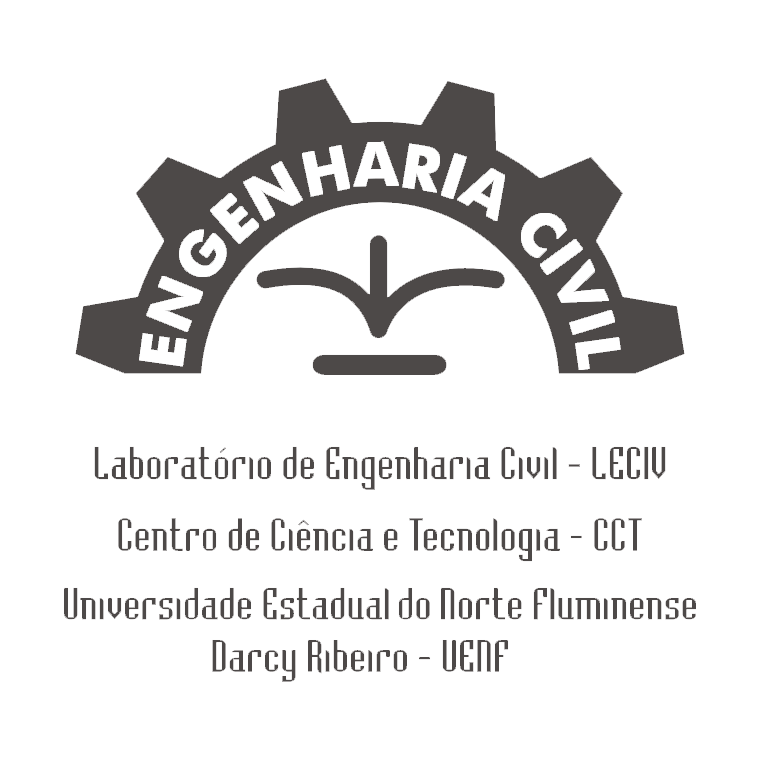 ENGENHARIA CIVIL
Laboratório de Engenharia Civil - LECIV
Centro de Ciência e Tecnologia - CCT
Universidade Estadual do Norte Fluminense
Darcy Ribeiro - UENF